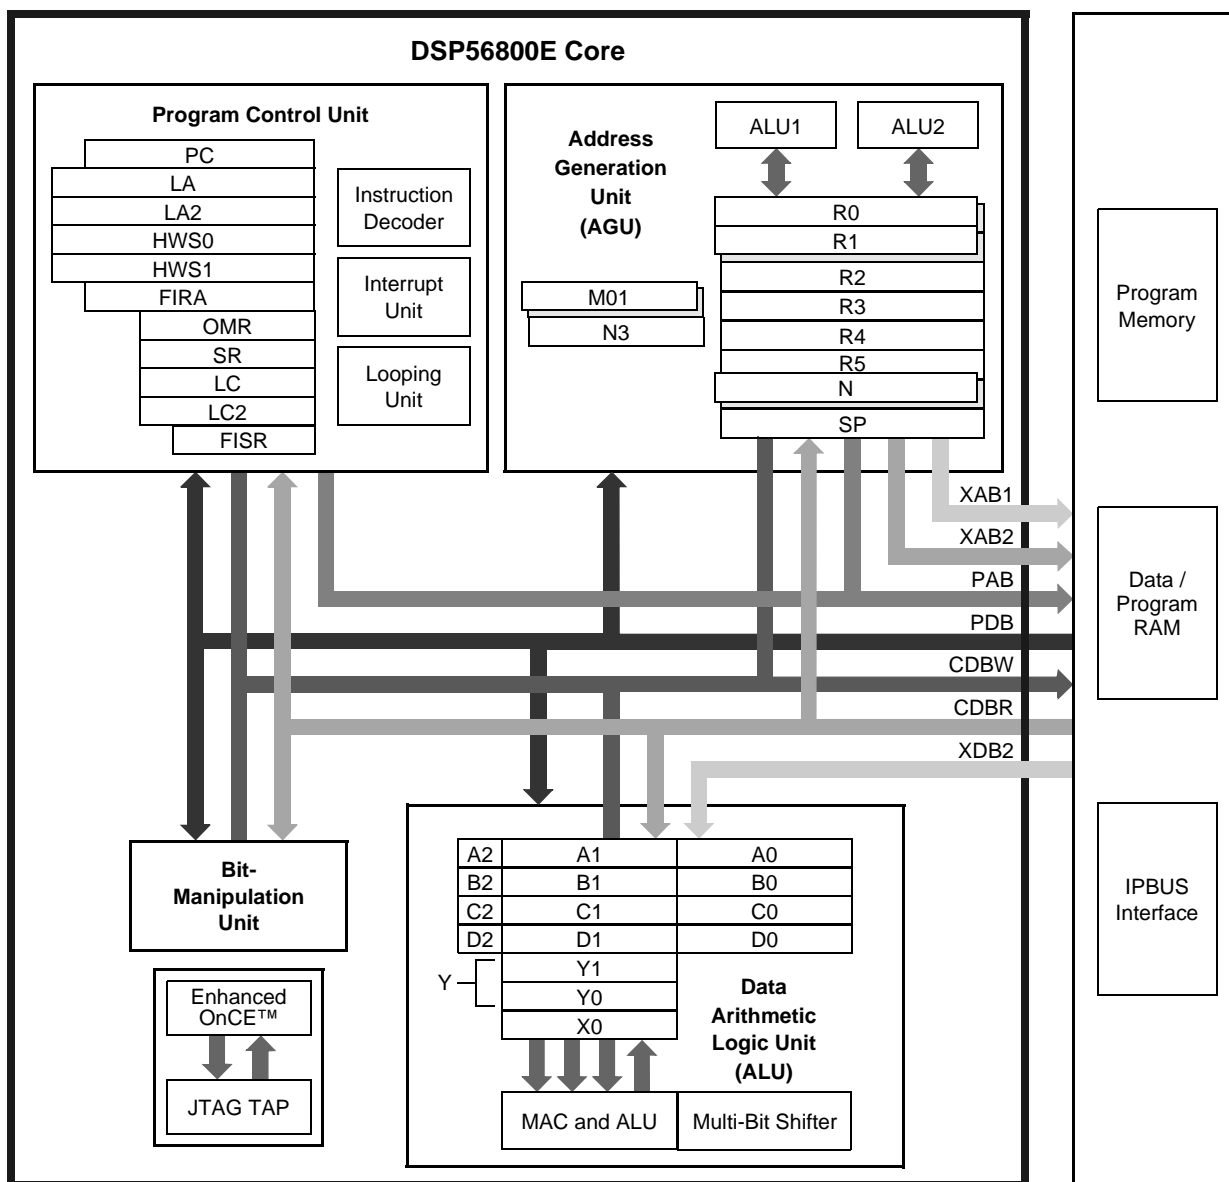 DSP56800E Core
Program Control Unit
PC
LA
LA2
HWS0
HWS1
FIRA
OMR
SR
LC
LC2
FISR
Instruction
Decoder
Interrupt
Unit
Looping
Unit
Address
Generation
Unit
(AGU)
ALU1
ALU2
R0
R1
R2
R3
R4
R5
N
SP
M01
N3
XAB1
XAB2
PAB
PDB
CDBW
CDBR
XDB2
Program
Memory
Data /
Program
RAM
IPBUS
Interface
Bit-
Manipulation
Unit
Enhanced
OnCE™
JTAG TAP
A2 A1 A0
B2 B1 B0
C2 C1 C0
D2 D1 D0
Y
Y1
Y0
X0
Data
Arithmetic
Logic Unit
(ALU)
MAC and ALU
Multi-Bit Shifter